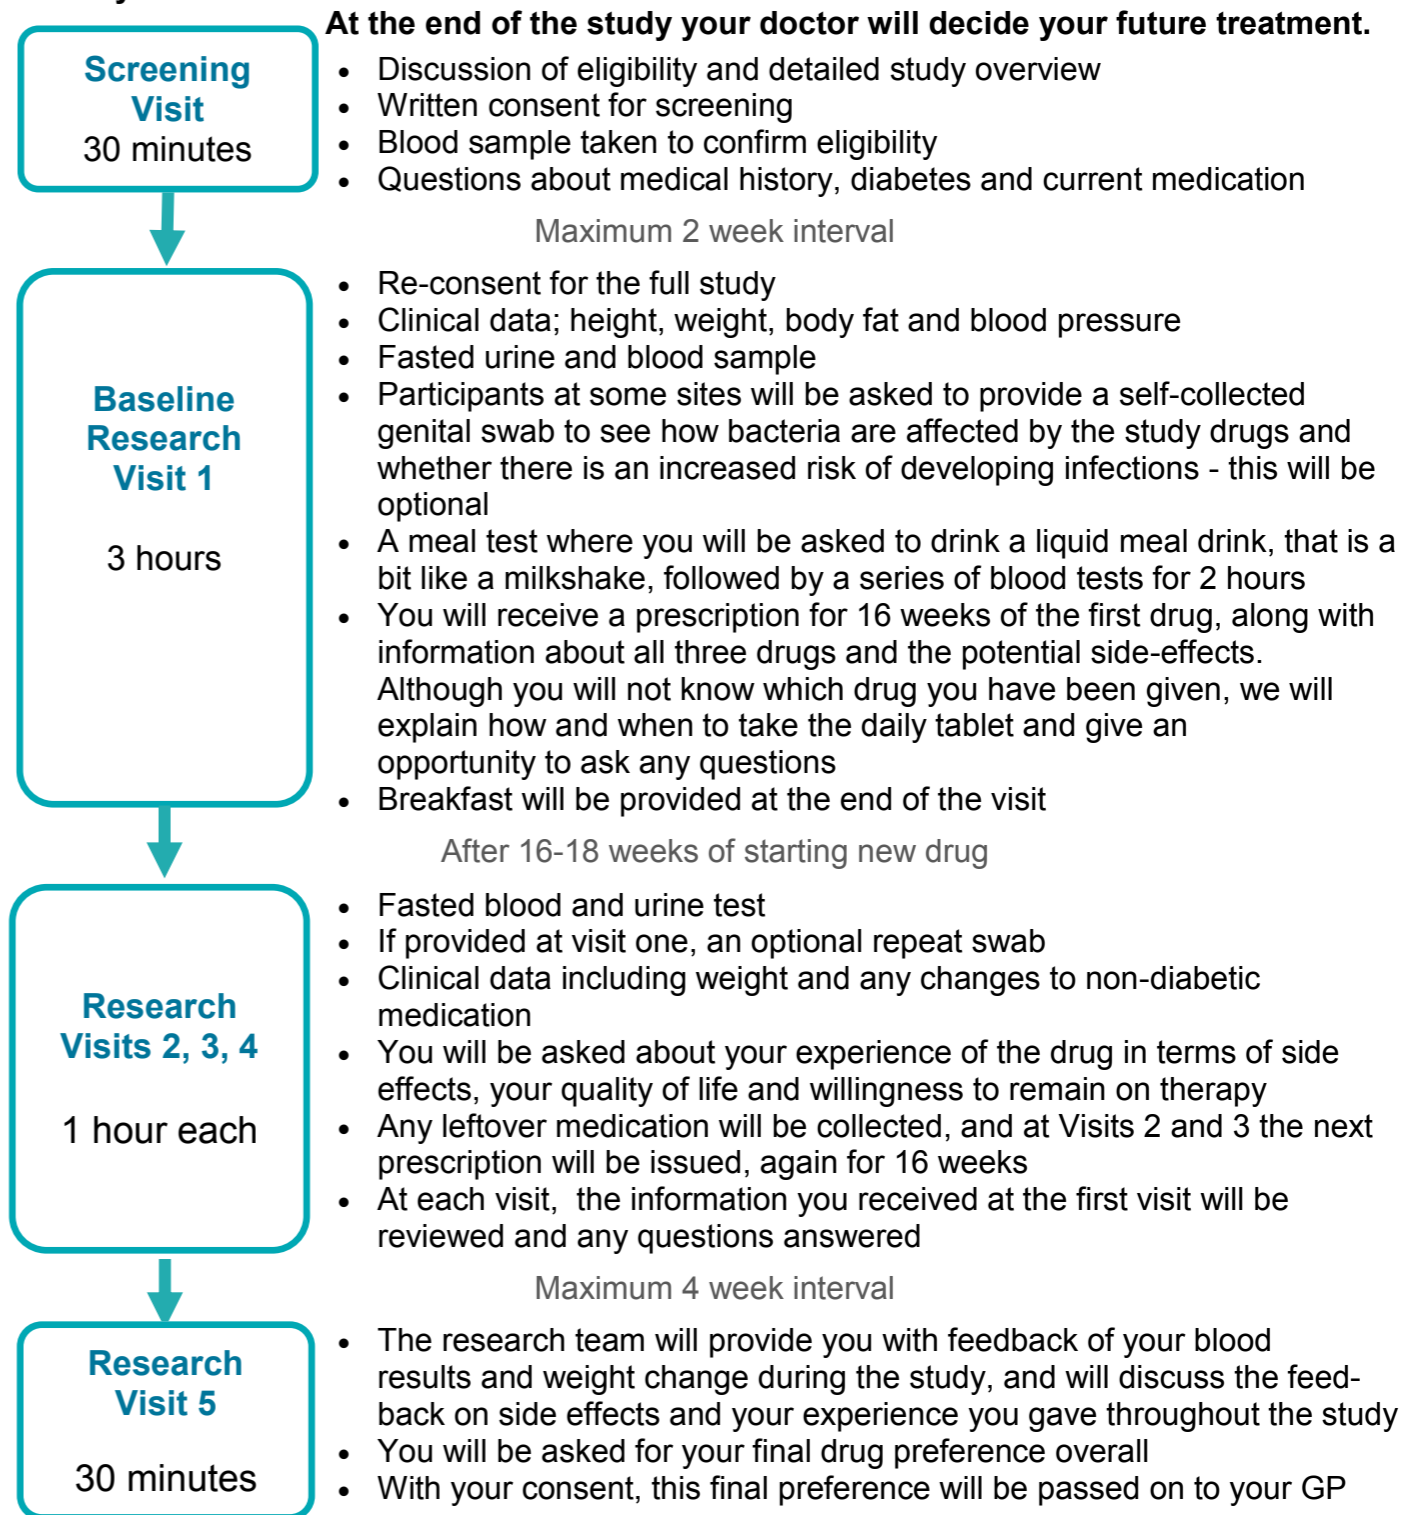 At the end of the study your doctor will decide your future treatment.
Screening
Visit
30 minutes
• Discussion of eligibility and detailed study overview
• Written consent for screening
• Blood sample taken to confirm eligibility
• Questions about medical history, diabetes and current medication
Maximum 2 week interval
Baseline
Research
Visit 1
3 hours
• Re-consent for the full study
• Clinical data; height, weight, body fat and blood pressure
• Fasted urine and blood sample
• Participants at some sites will be asked to provide a self-collected
genital swab to see how bacteria are affected by the study drugs and
whether there is an increased risk of developing infections - this will be
optional
• A meal test where you will be asked to drink a liquid meal drink, that is a
bit like a milkshake, followed by a series of blood tests for 2 hours
• You will receive a prescription for 16 weeks of the first drug, along with
information about all three drugs and the potential side-effects.
Although you will not know which drug you have been given, we will
explain how and when to take the daily tablet and give an
opportunity to ask any questions
• Breakfast will be provided at the end of the visit
After 16-18 weeks of starting new drug
Research
Visits 2, 3, 4
1 hour each
• Fasted blood and urine test
• If provided at visit one, an optional repeat swab
• Clinical data including weight and any changes to non-diabetic
medication
• You will be asked about your experience of the drug in terms of side
effects, your quality of life and willingness to remain on therapy
• Any leftover medication will be collected, and at Visits 2 and 3 the next
prescription will be issued, again for 16 weeks
• At each visit,  the information you received at the first visit will be
reviewed and any questions answered
Maximum 4 week interval
Research
Visit 5
30 minutes
• The research team will provide you with feedback of your blood
results and weight change during the study, and will discuss the feed-
back on side effects and your experience you gave throughout the study
• You will be asked for your final drug preference overall
• With your consent, this final preference will be passed on to your GP